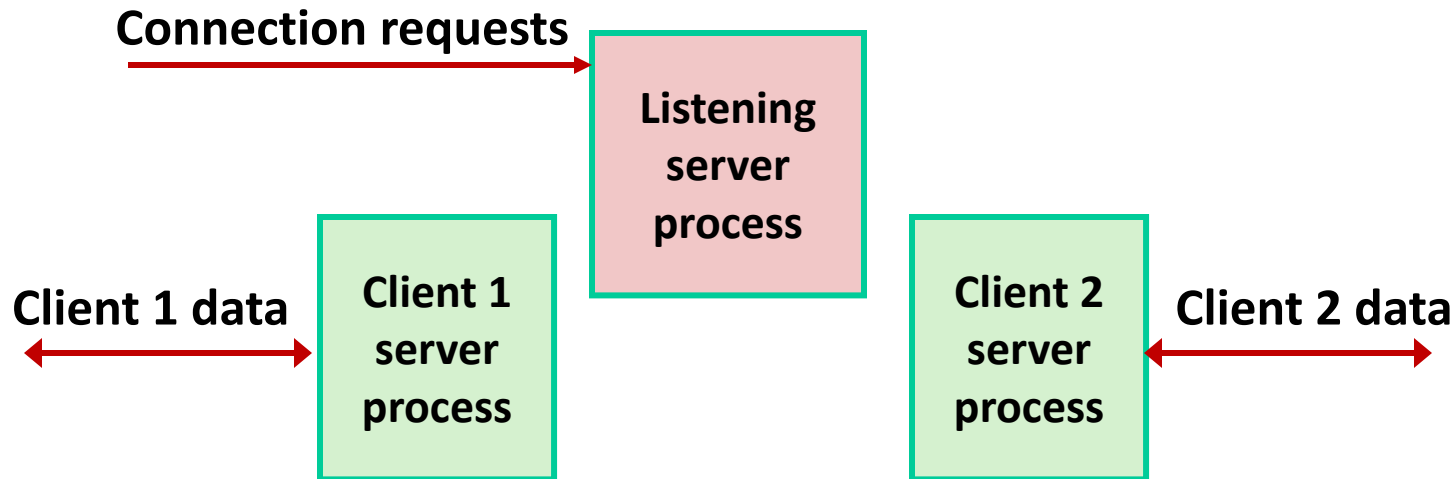 Connection requests
Listening
server
process
Client 1 data
Client 1
server
process
Client 2
server
process
Client 2 data